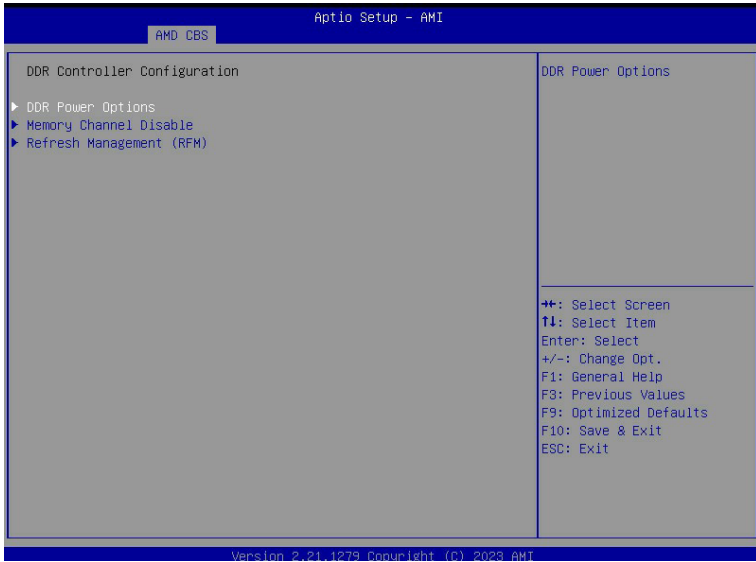 Aptio Setup – AMI
AMD CBS
DDR Controller Configuration
DDR Power Options
Memory Channel Disable
Refresh Management (RFM)
DDR Power Options
→←: Select Screen
↑↓: Select Item
Enter: Select
+/-: Change Opt.
F1: General Help
F3: Previous Values
F9: Optimized Defaults
F10: Save & Exit
ESC: Exit
Version 2.21.1279 Copyright (C) 2023 AMI